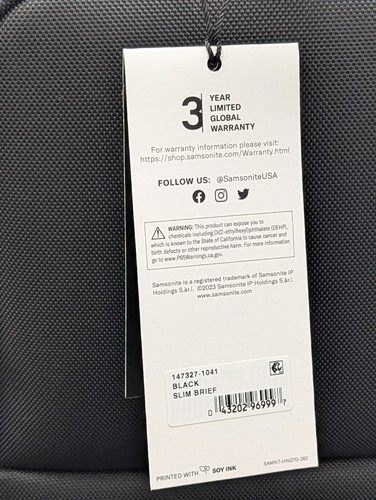 3 YEAR
LIMITED
GLOBAL
WARRANTY
For warranty information please visit:
https://shop.samsonite.com/Warranty.html
FOLLOW US: @SamsoniteUSA
WARNING: This product can expose you to
chemicals including Di(2-ethylhexyl)phthalate (DEHP),
which is known to the State of California to cause cancer and
birth defects or other reproductive harm. For more information
go to www.P65Warnings.ca.gov.
Samsonite is a registered trademark of Samsonite IP
Holdings S.àr.l. ©2023 Samsonite IP Holdings S.àr.l.
www.samsonite.com
147327-1041
BLACK
SLIM BRIEF
0 43202 96999 7
PRINTED WITH SOY INK